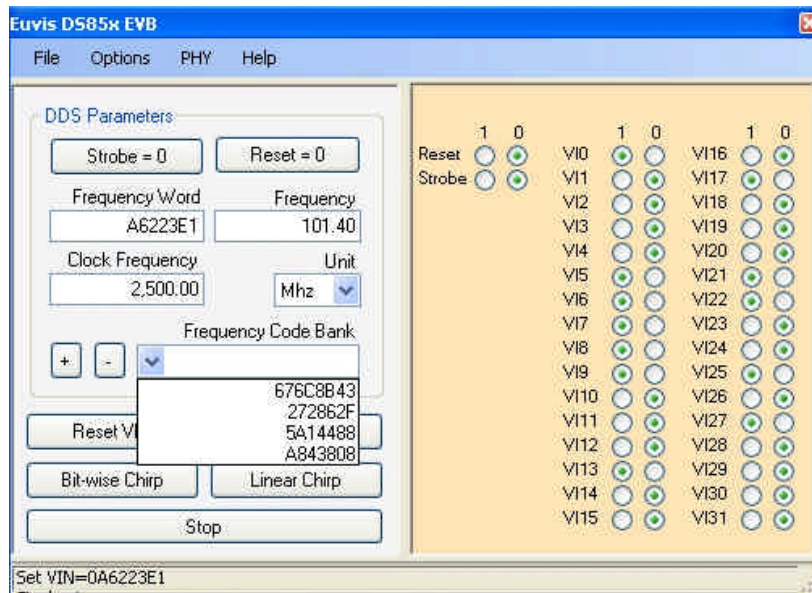 Euvis DS85x EVB
File Options PHY Help
DDS Parameters
Strobe = 0 Reset = 0
Frequency Word Frequency
A6223E1 101.40
Clock Frequency Unit
2,500.00 Mhz
Frequency Code Bank
+ -
676C8B43
272862F
5A14488
A843808
Reset VI
Bit-wise Chirp Linear Chirp
Stop
1 0 1 0 1 0
Reset VI0 VI16
Strobe VI1 VI17
VI2 VI18
VI3 VI19
VI4 VI20
VI5 VI21
VI6 VI22
VI7 VI23
VI8 VI24
VI9 VI25
VI10 VI26
VI11 VI27
VI12 VI28
VI13 VI29
VI14 VI30
VI15 VI31
Set VIN=0A6223E1